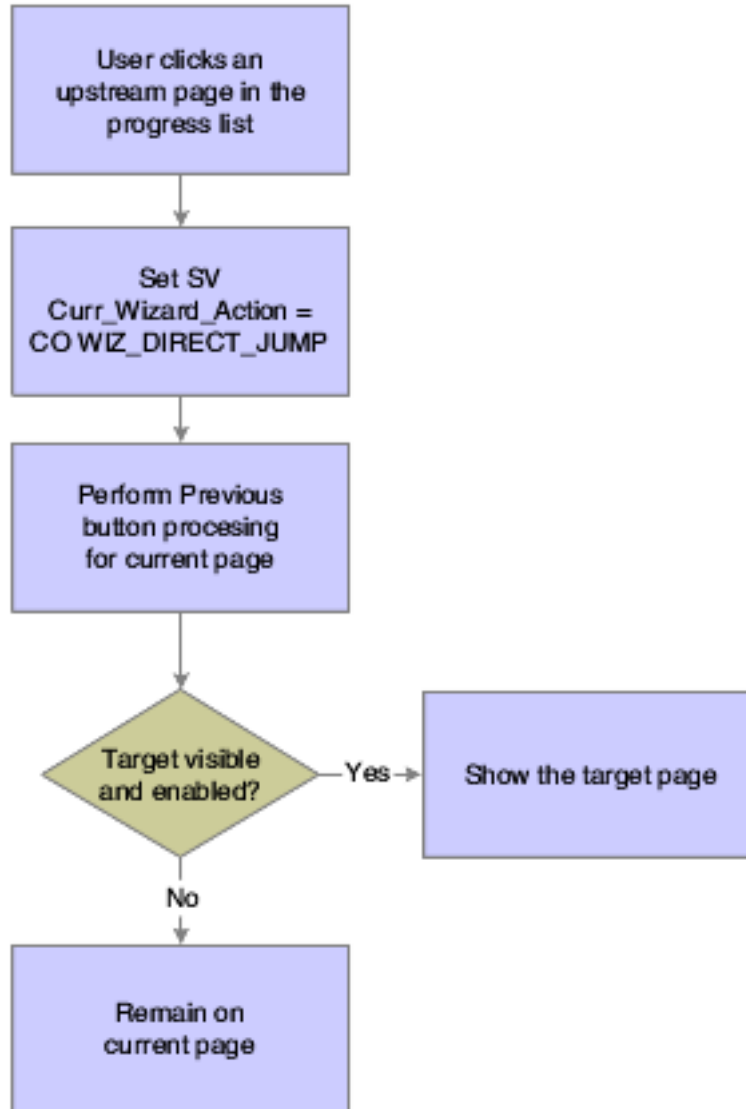 User clicks an
upstream page in the
progress list
Set SV
Curr_Wizard_Action =
CO WIZ_DIRECT_JUMP
Perform Previous
button procesing
for current page
Target visible
and enabled?
Yes
Show the target page
No
Remain on
current page